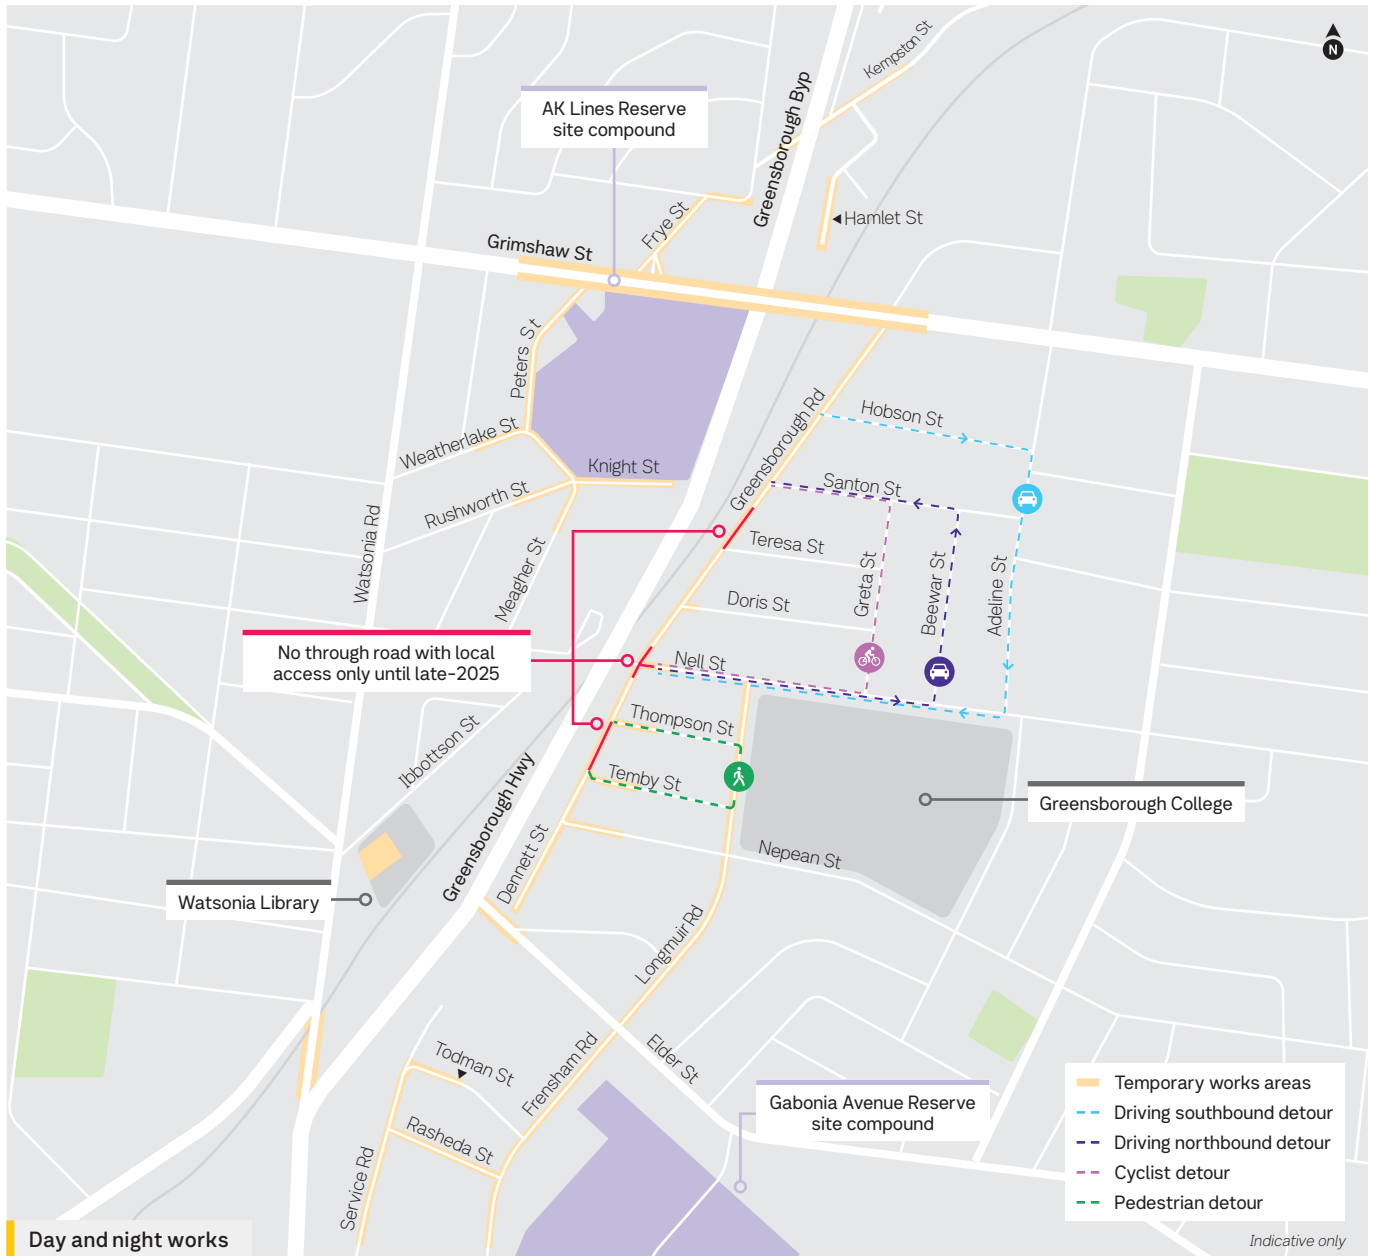 N
Kempston St
AK Lines Reserve
site compound
Greensborough Byp
Hamlet St
Frye St
Grimshaw St
Peters St
Hobson St
Greensborough Rd
Weatherlake St
Knight St
Santon St
Rushworth St
Watsonia Rd
Teresa St
Meagher St
Greta St
Beewar St
Adeline St
Doris St
No through road with local
access only until late-2025
Nell St
Thompson St
Ibbottson St
Temby St
Greensborough Hwy
Greensborough College
Dennett St
Nepean St
Watsonia Library
Longmuir Rd
Todman St
Frensham Rd
Elder St
Gabonia Avenue Reserve
site compound
Rasheda St
Service Rd
Temporary works areas
Driving southbound detour
Driving northbound detour
Cyclist detour
Pedestrian detour
Day and night works
Indicative only